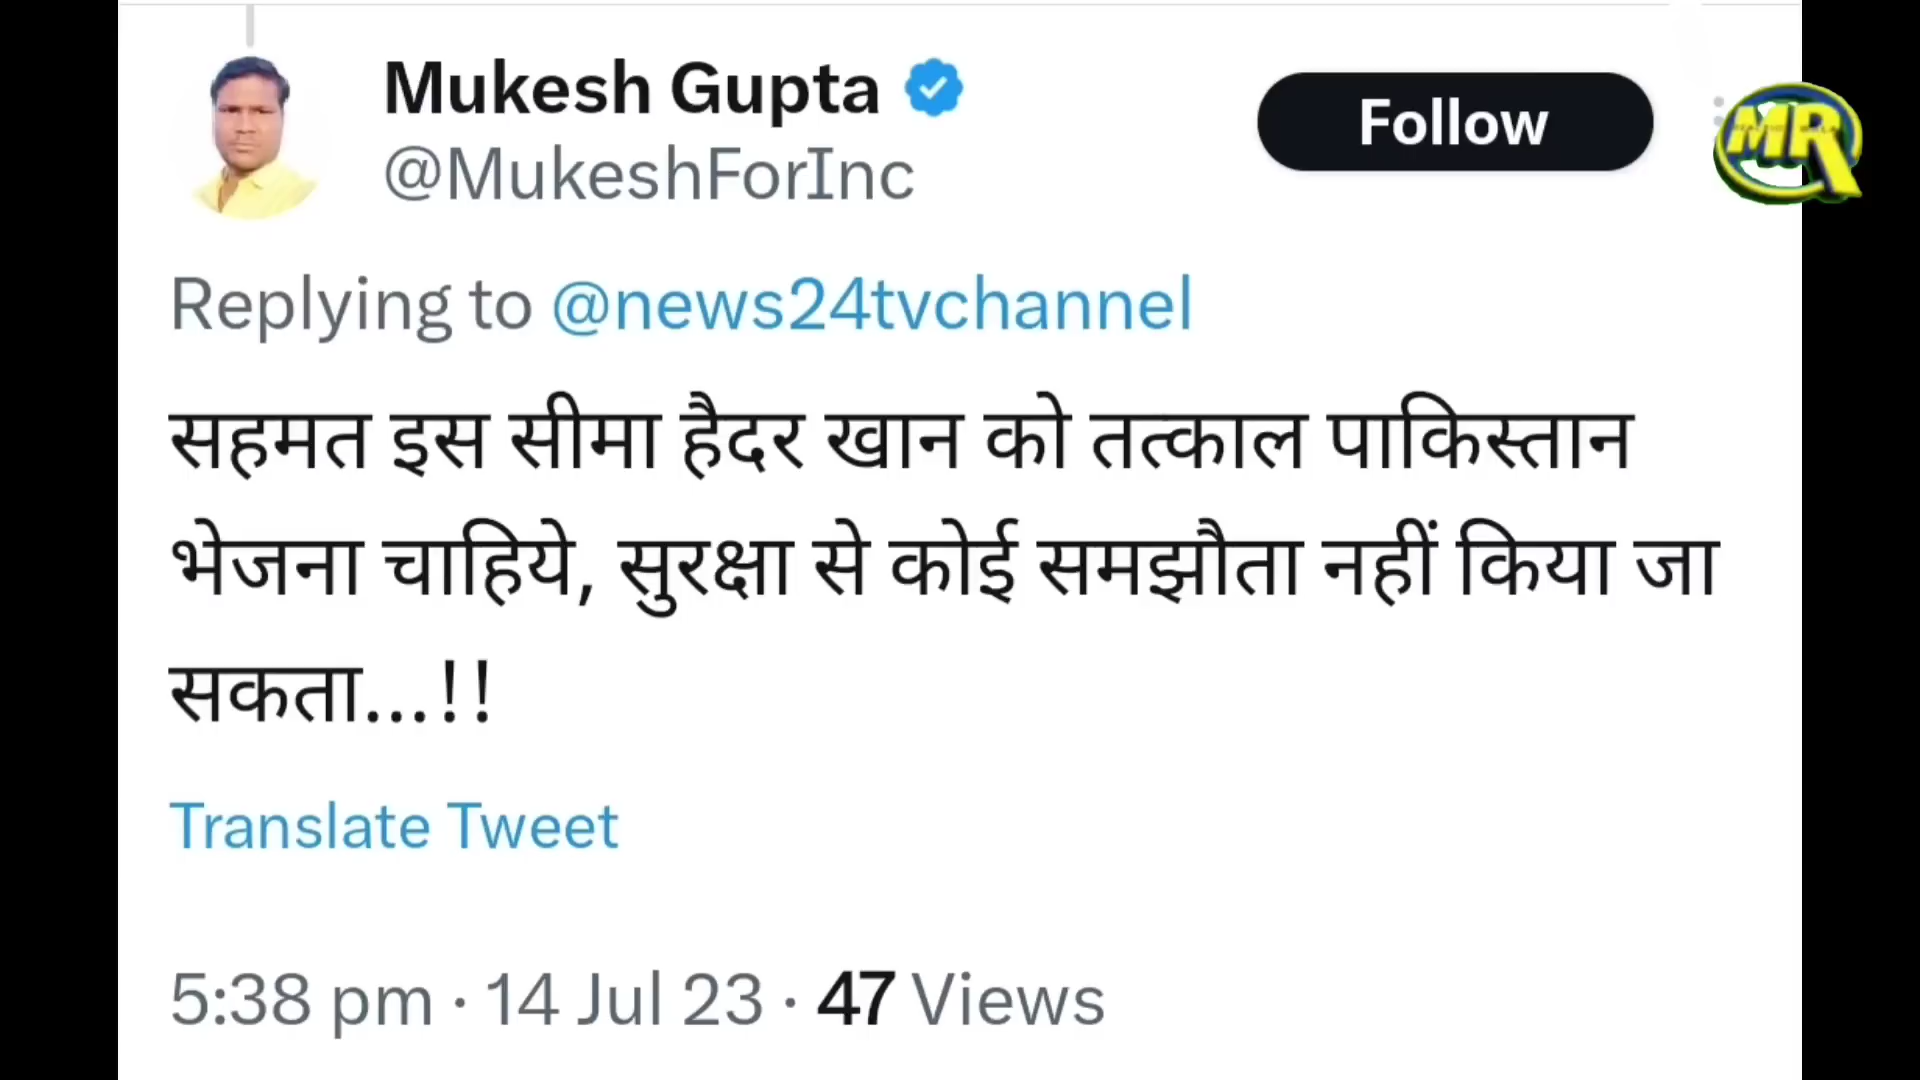 Mukesh Gupta
Follow
@MukeshForInc
MR
Replying to @news24tvchannel
सहमत इस सीमा हैदर खान को तत्काल पाकिस्तान
भेजना चाहिये, सुरक्षा से कोई समझौता नहीं किया जा
सकता...!!
Translate Tweet
5:38 pm · 14 Jul 23 · 47 Views